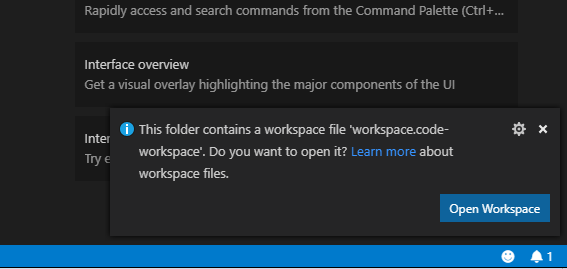 Rapidly access and search commands from the Command Palette (Ctrl+...
Interface overview
Get a visual overlay highlighting the major components of the UI
Inter
Try e
This folder contains a workspace file 'workspace.code-
workspace'. Do you want to open it? Learn more about
workspace files.
Open Workspace
1